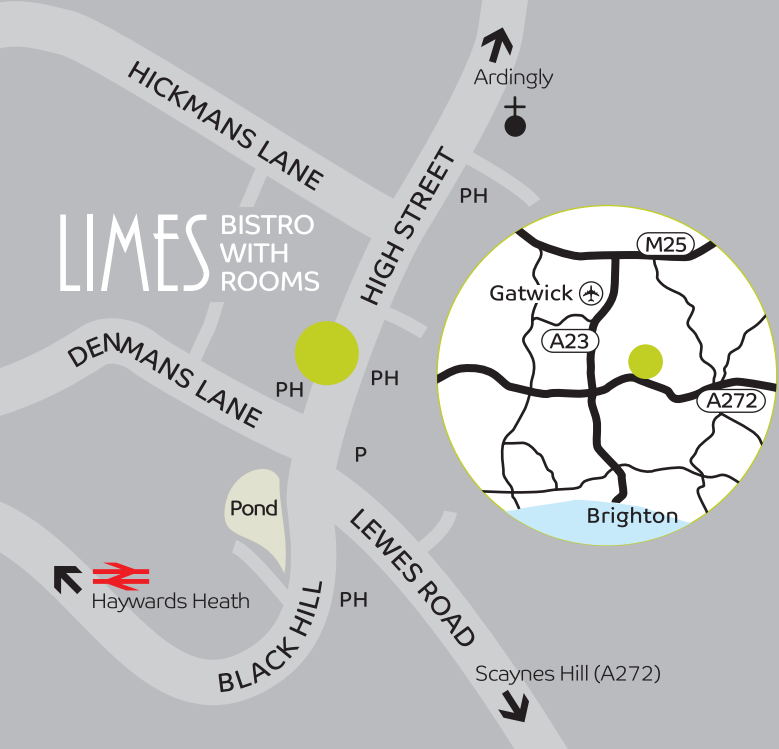 Ardingly
HICKMANS LANE
PH
HIGH STREET
LIMES
BISTRO
WITH
ROOMS
M25
Gatwick
A23
DENMANS LANE
PH
PH
A272
P
Pond
Brighton
LEWES ROAD
Haywards Heath
PH
BLACK HILL
Scaynes Hill (A272)